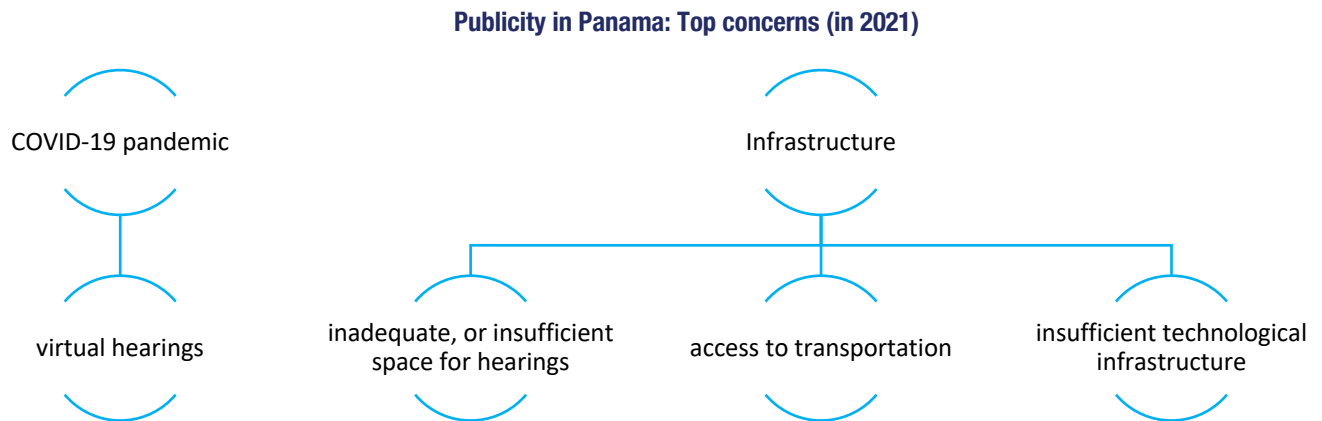 Publicity in Panama: Top concerns (in 2021)
COVID-19 pandemic
Infrastructure
virtual hearings
inadequate, or insufficient
space for hearings
access to transportation
insufficient technological
infrastructure